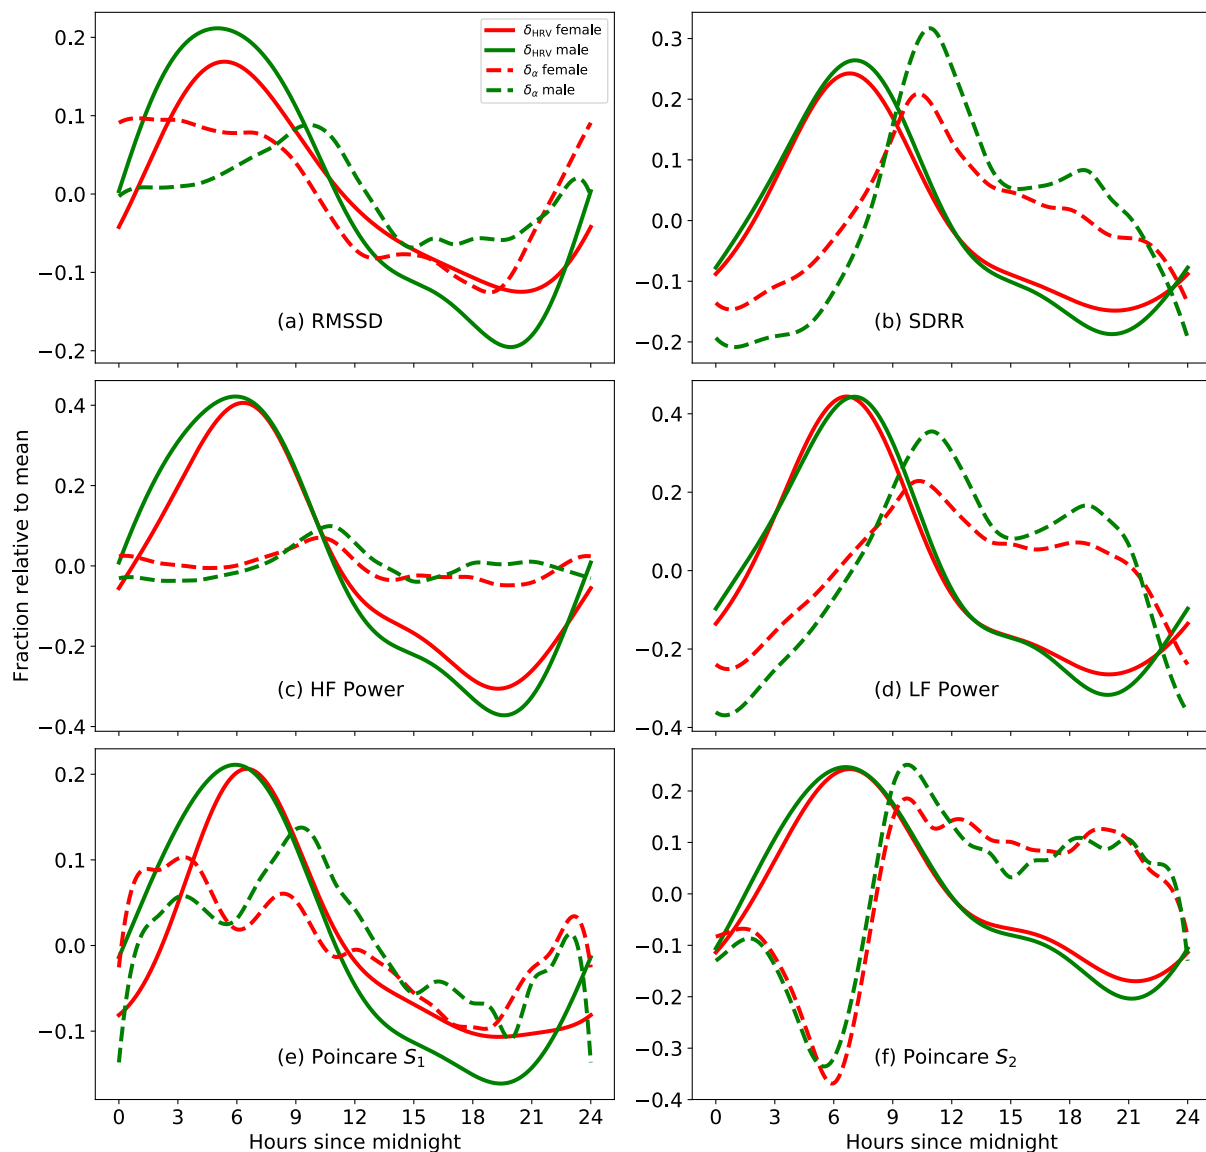 0.2
0.1
0.0
−0.1
−0.2
δHRV female
δHRV male
δα female
δα male
(a) RMSSD
0.3
0.2
0.1
0.0
−0.1
−0.2
(b) SDRR
Fraction relative to mean
0.4
0.2
0.0
−0.2
−0.4
(c) HF Power
0.4
0.2
0.0
−0.2
−0.4
(d) LF Power
0.2
0.1
0.0
−0.1
(e) Poincare S1
0 3 6 9 12 15 18 21 24
Hours since midnight
0.2
0.1
0.0
−0.1
−0.2
−0.3
−0.4
(f) Poincare S2
0 3 6 9 12 15 18 21 24
Hours since midnight